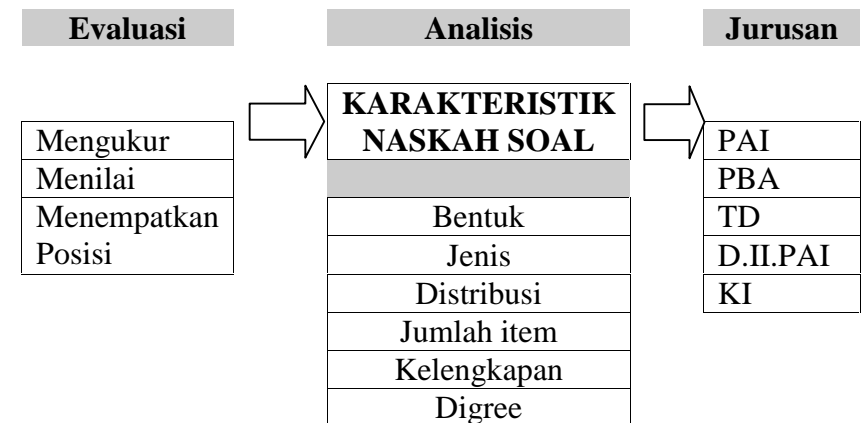 Evaluasi
Mengukur
Menilai
Menempatkan
Posisi
Analisis
KARAKTERISTIK
NASKAH SOAL
Bentuk
Jenis
Distribusi
Jumlah item
Kelengkapan
Digree
Jurusan
PAI
PBA
TD
D.II.PAI
KI